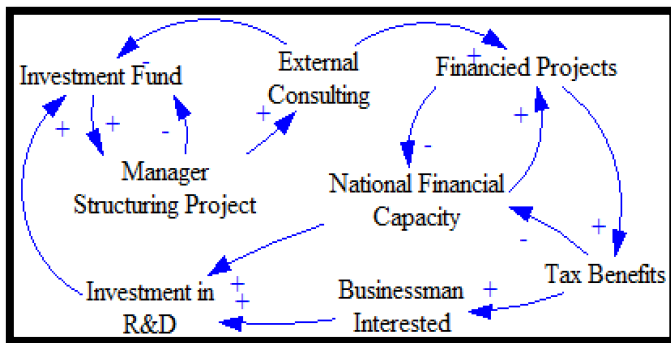 Investment Fund
External
Consulting
Financied Projects
Manager
Structuring Project
National Financial
Capacity
Tax Benefits
Investment in
R&D
Businessman
Interested
-
+
+
+
-
+
-
+
+
-
+
+
+